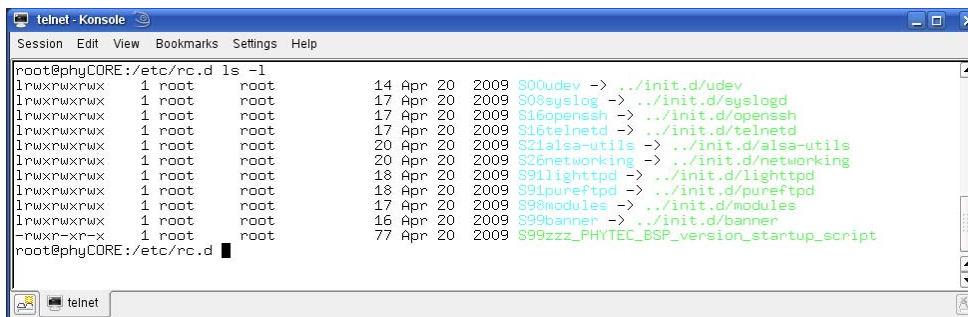 telnet - Konsole
Session Edit View Bookmarks Settings Help
root@phyCORE:/etc/rc.d ls -l
lrwxrwxrwx 1 root root 14 Apr 20 2009 S00udev -> ../init.d/udev
lrwxrwxrwx 1 root root 17 Apr 20 2009 S08syslog -> ../init.d/syslogd
lrwxrwxrwx 1 root root 17 Apr 20 2009 S16openssh -> ../init.d/openssh
lrwxrwxrwx 1 root root 17 Apr 20 2009 S16telnetd -> ../init.d/telnetd
lrwxrwxrwx 1 root root 20 Apr 20 2009 S21alsa-utils -> ../init.d/alsa-utils
lrwxrwxrwx 1 root root 20 Apr 20 2009 S26networking -> ../init.d/networking
lrwxrwxrwx 1 root root 18 Apr 20 2009 S91lighttpd -> ../init.d/lighttpd
lrwxrwxrwx 1 root root 18 Apr 20 2009 S91pureftpd -> ../init.d/pureftpd
lrwxrwxrwx 1 root root 17 Apr 20 2009 S98modules -> ../init.d/modules
lrwxrwxrwx 1 root root 16 Apr 20 2009 S99banner -> ../init.d/banner
-rwxr-xr-x 1 root root 77 Apr 20 2009 S99zzz_PHYTEC_BSP_version_startup_script
root@phyCORE:/etc/rc.d
telnet